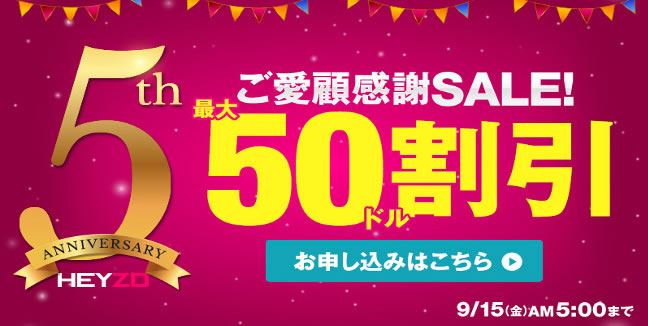 5th
ANNIVERSARY
HEYZO
ご愛顧感謝SALE!
最大
50ドル割引
お申し込みはこちら
9/15(金)AM5:00まで